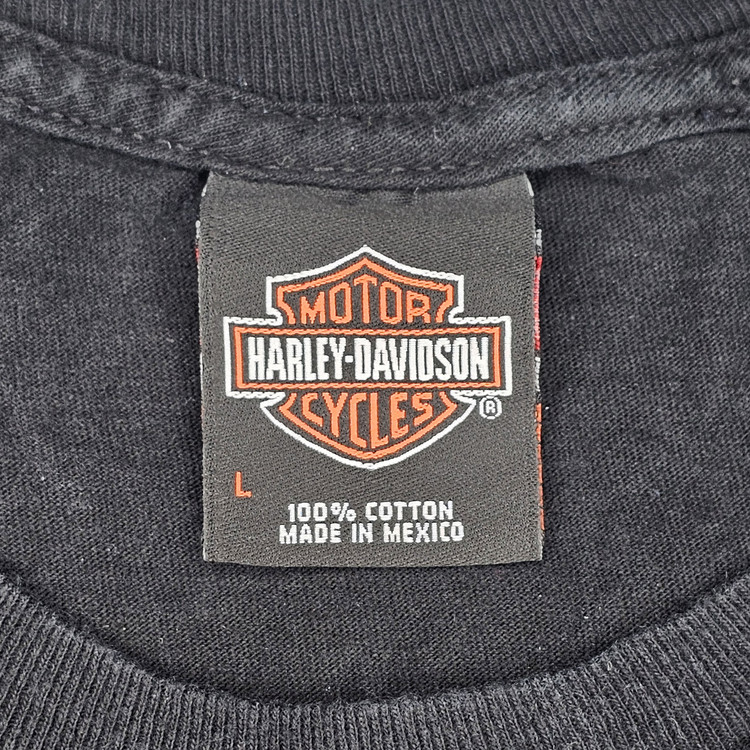 MOTOR
HARLEY-DAVIDSON
CYCLES
®
L
100% COTTON
MADE IN MEXICO